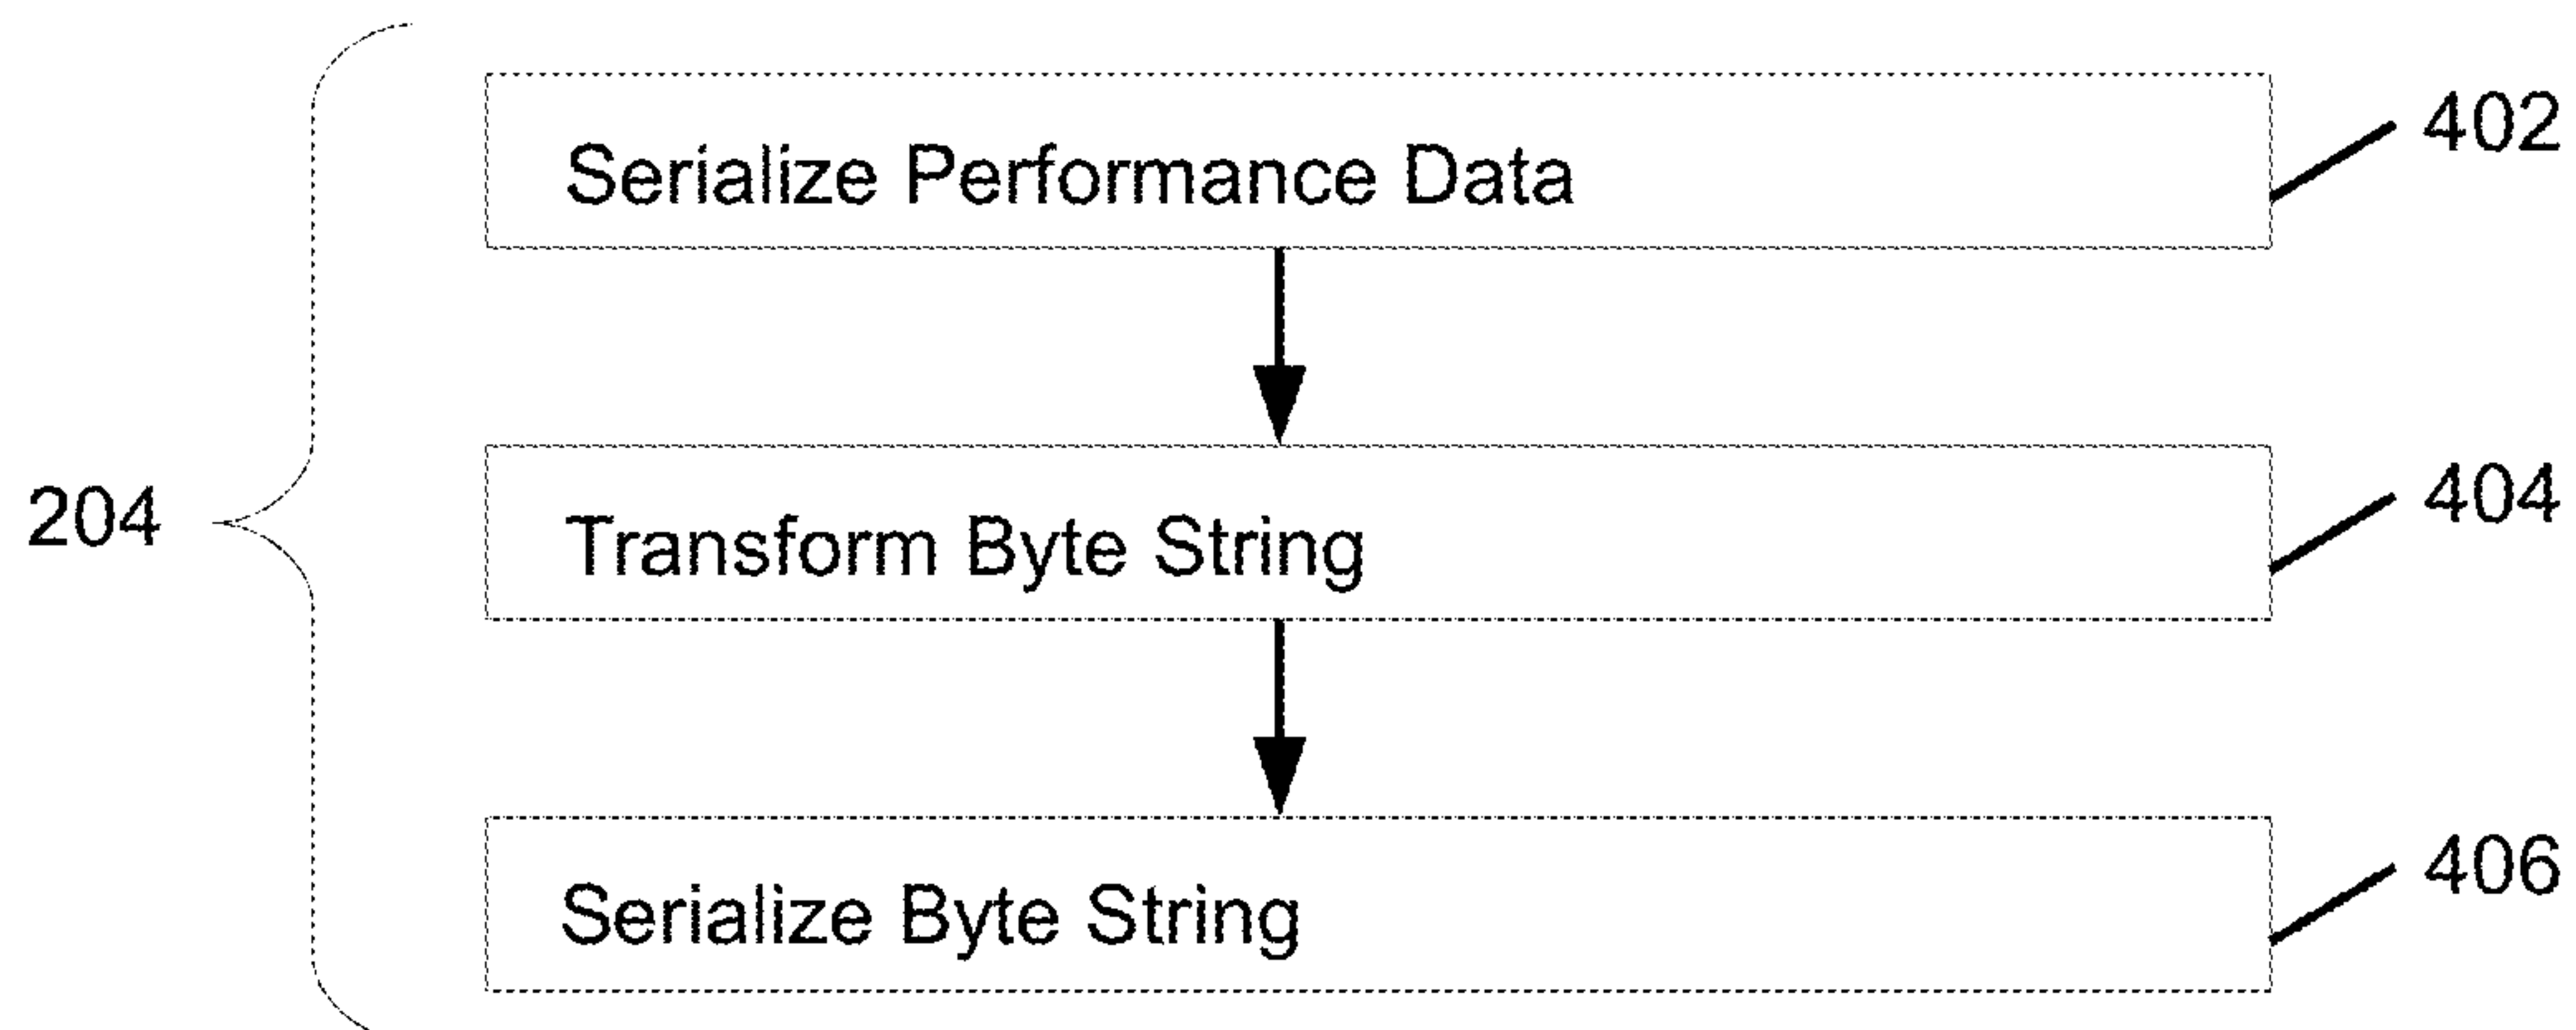 Serialize Performance Data
402
204
Transform Byte String
404
Serialize Byte String
406